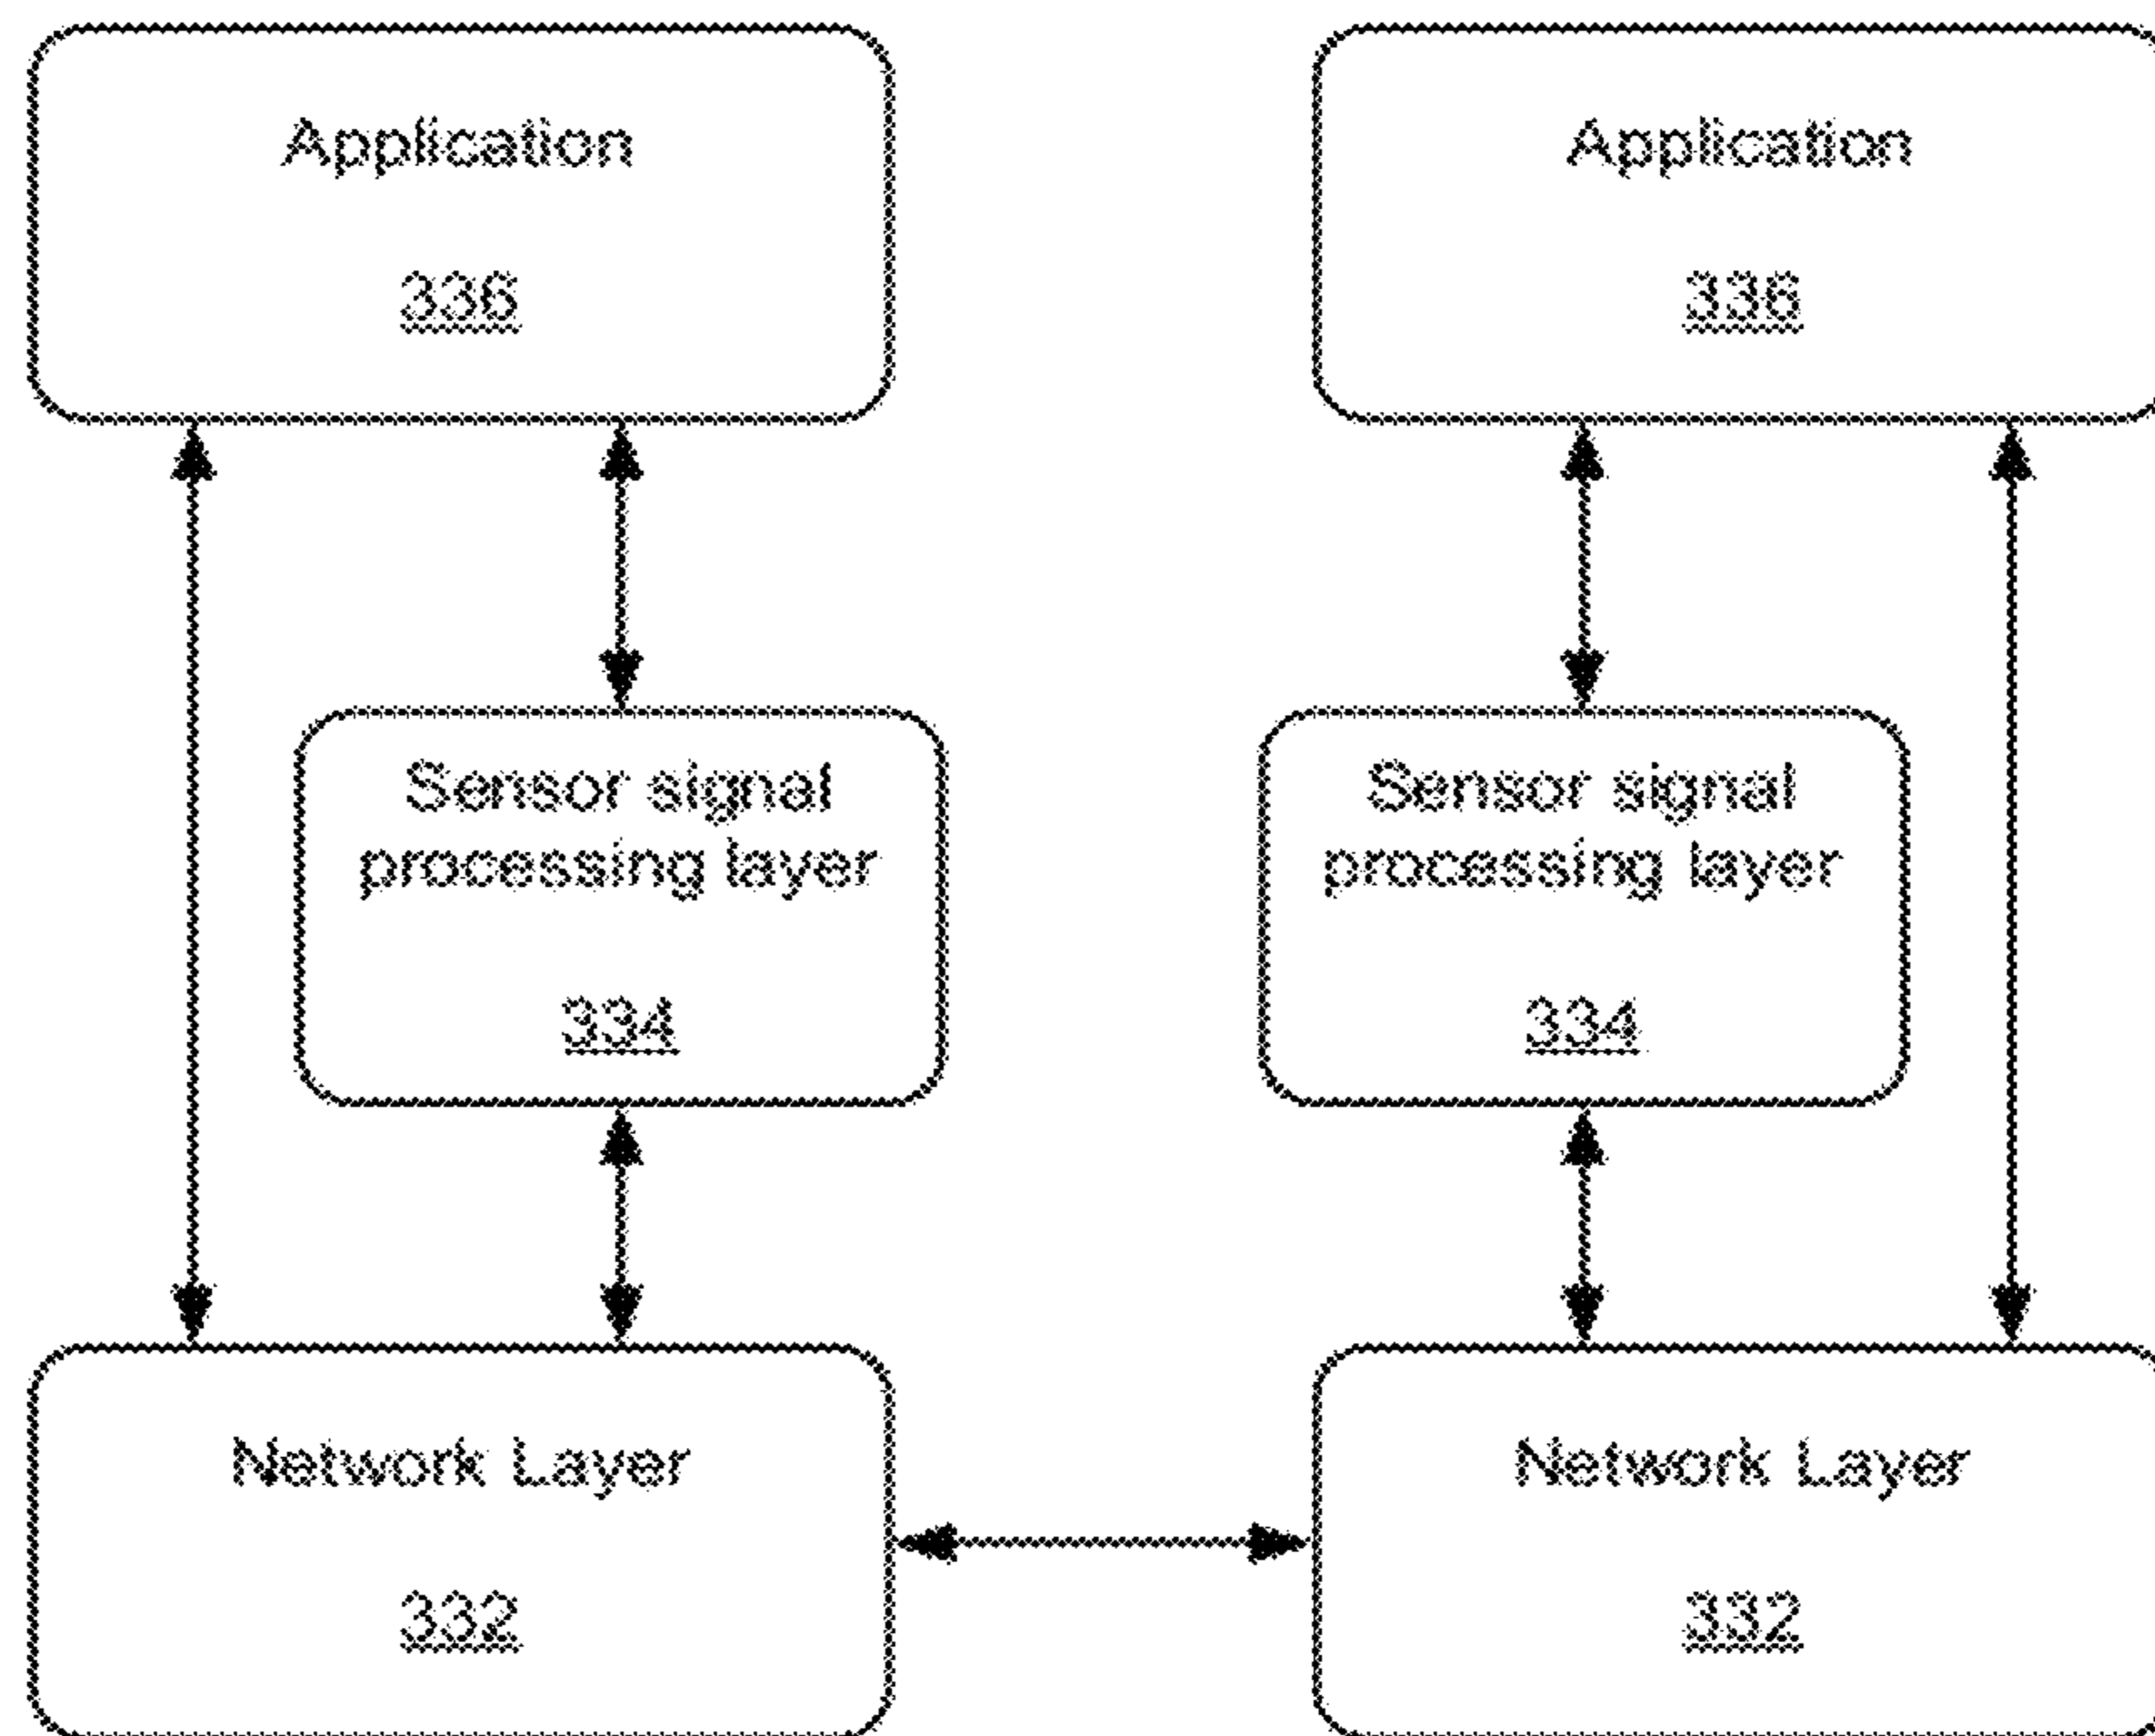 Application
336
Application
336
Sensor signal
processing layer
334
Sensor signal
processing layer
334
Network Layer
332
Network Layer
332